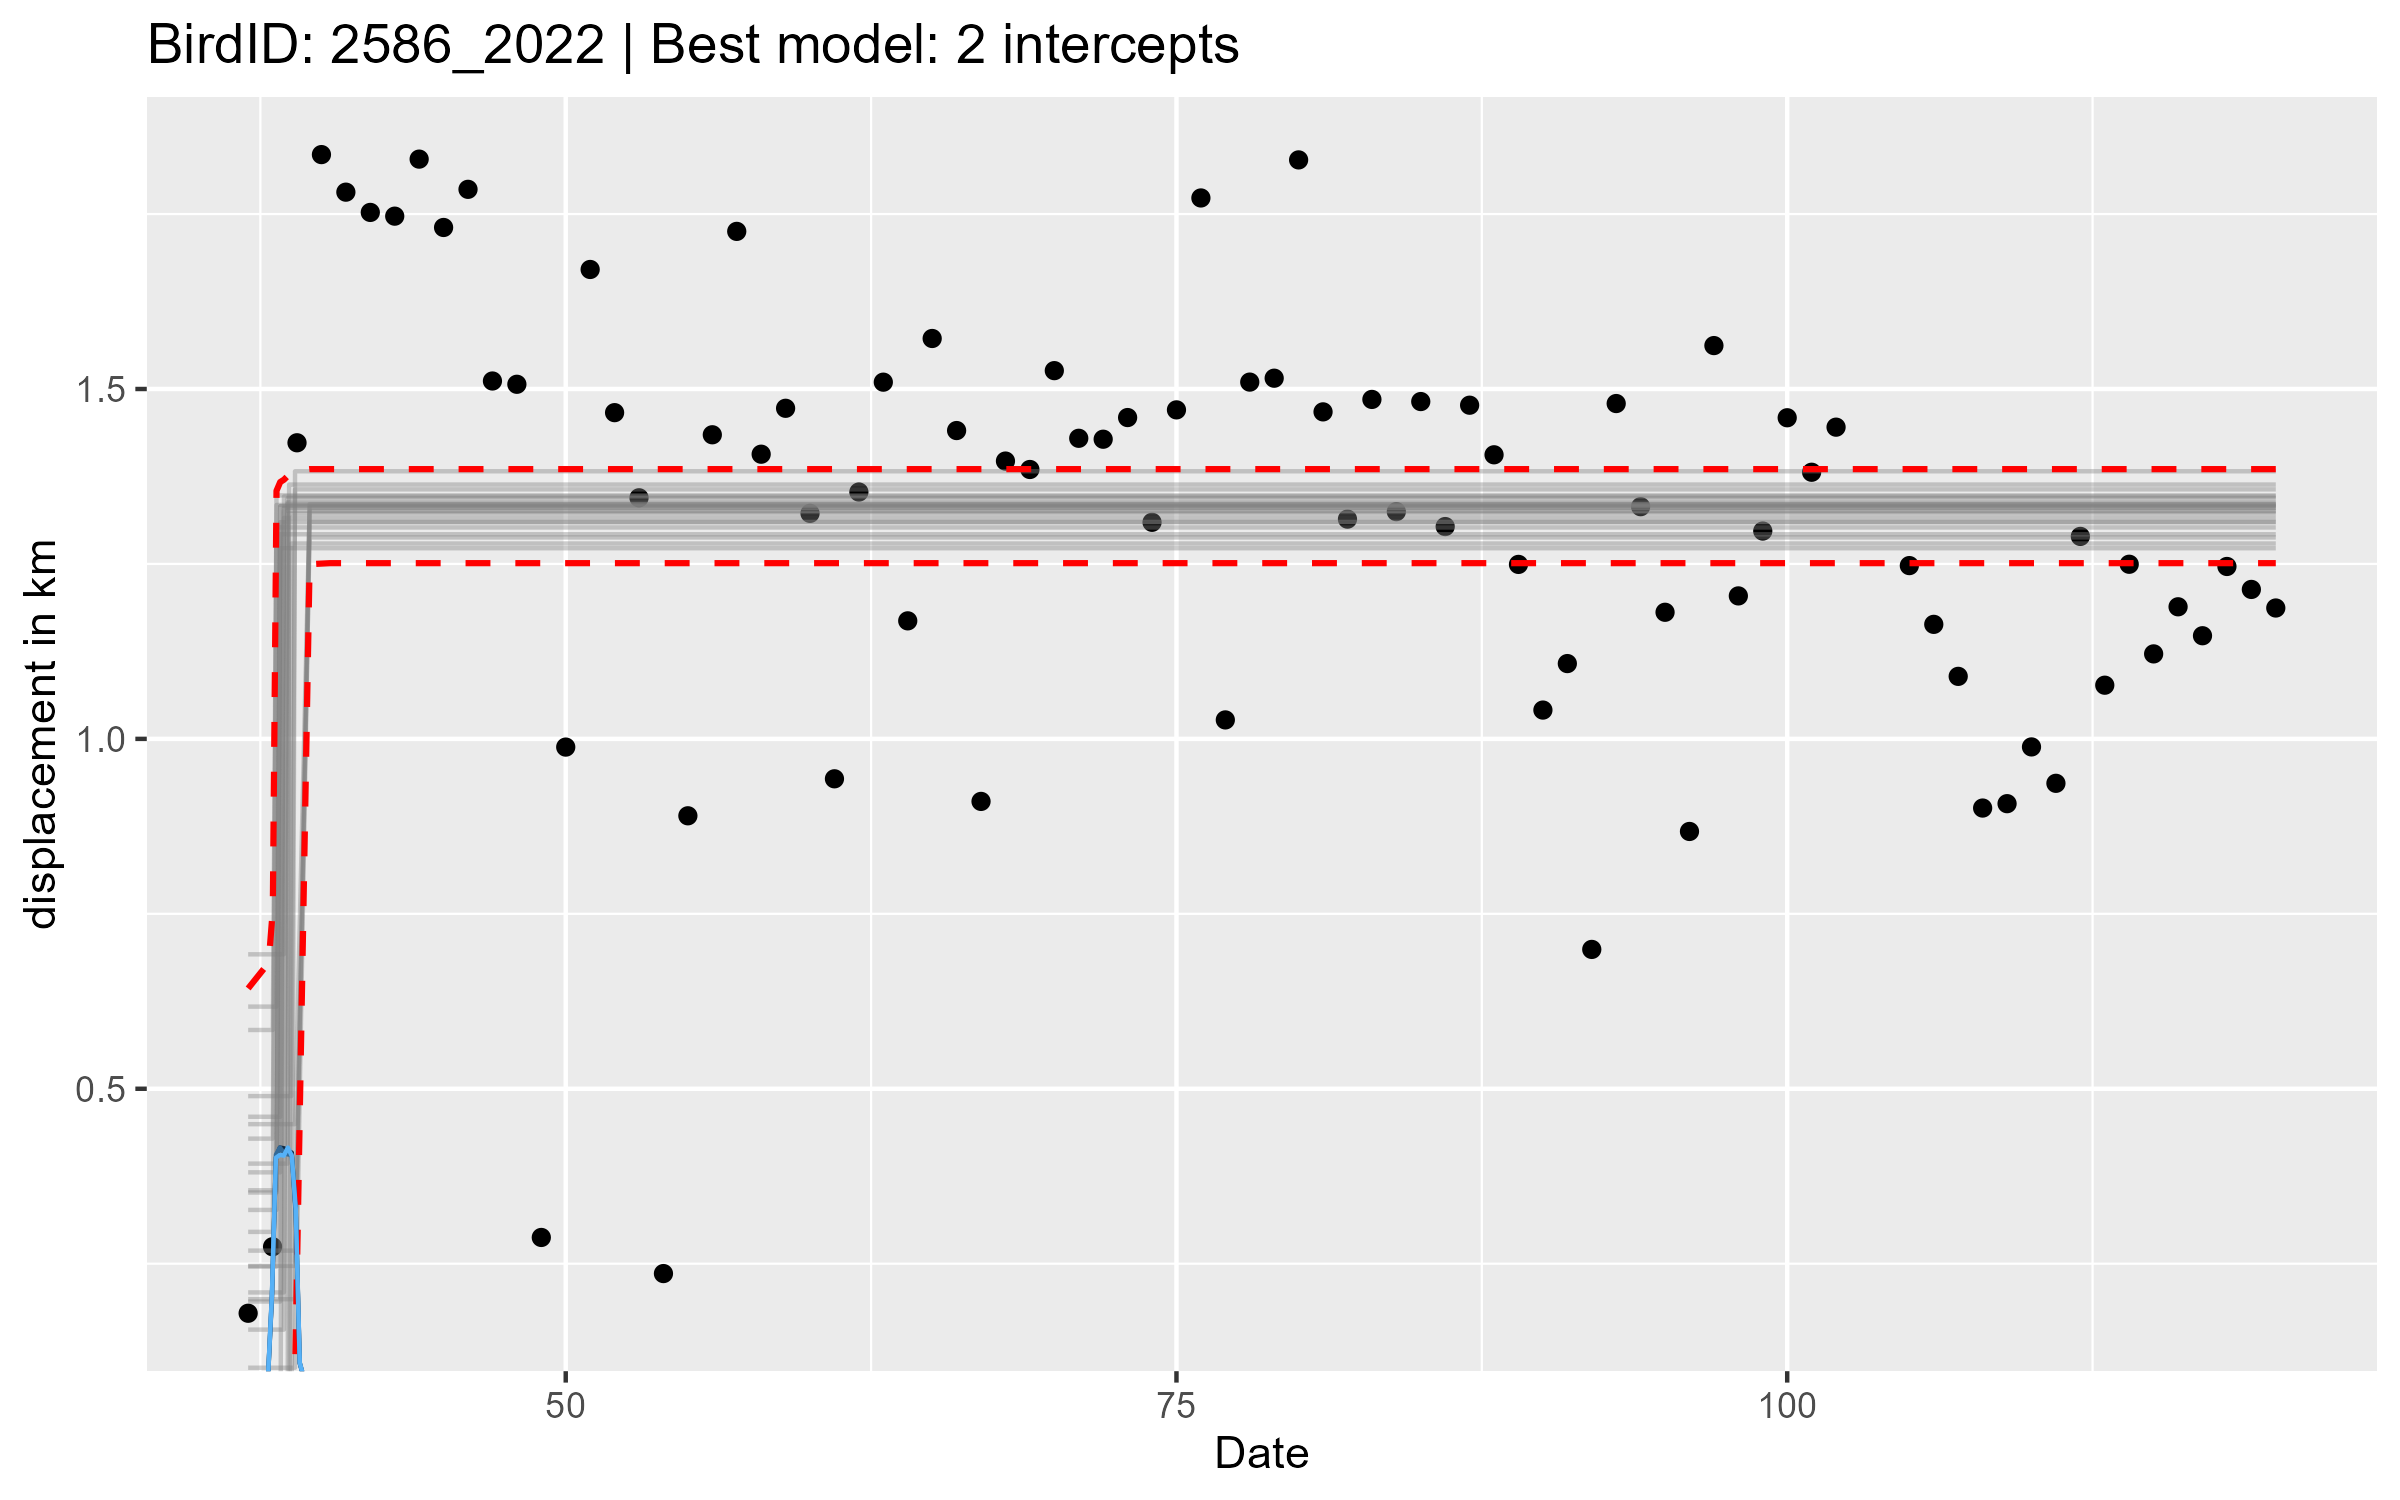 BirdID: 2586_2022 | Best model: 2 intercepts
displacement in km
1.5
1.0
0.5
50
75
100
Date